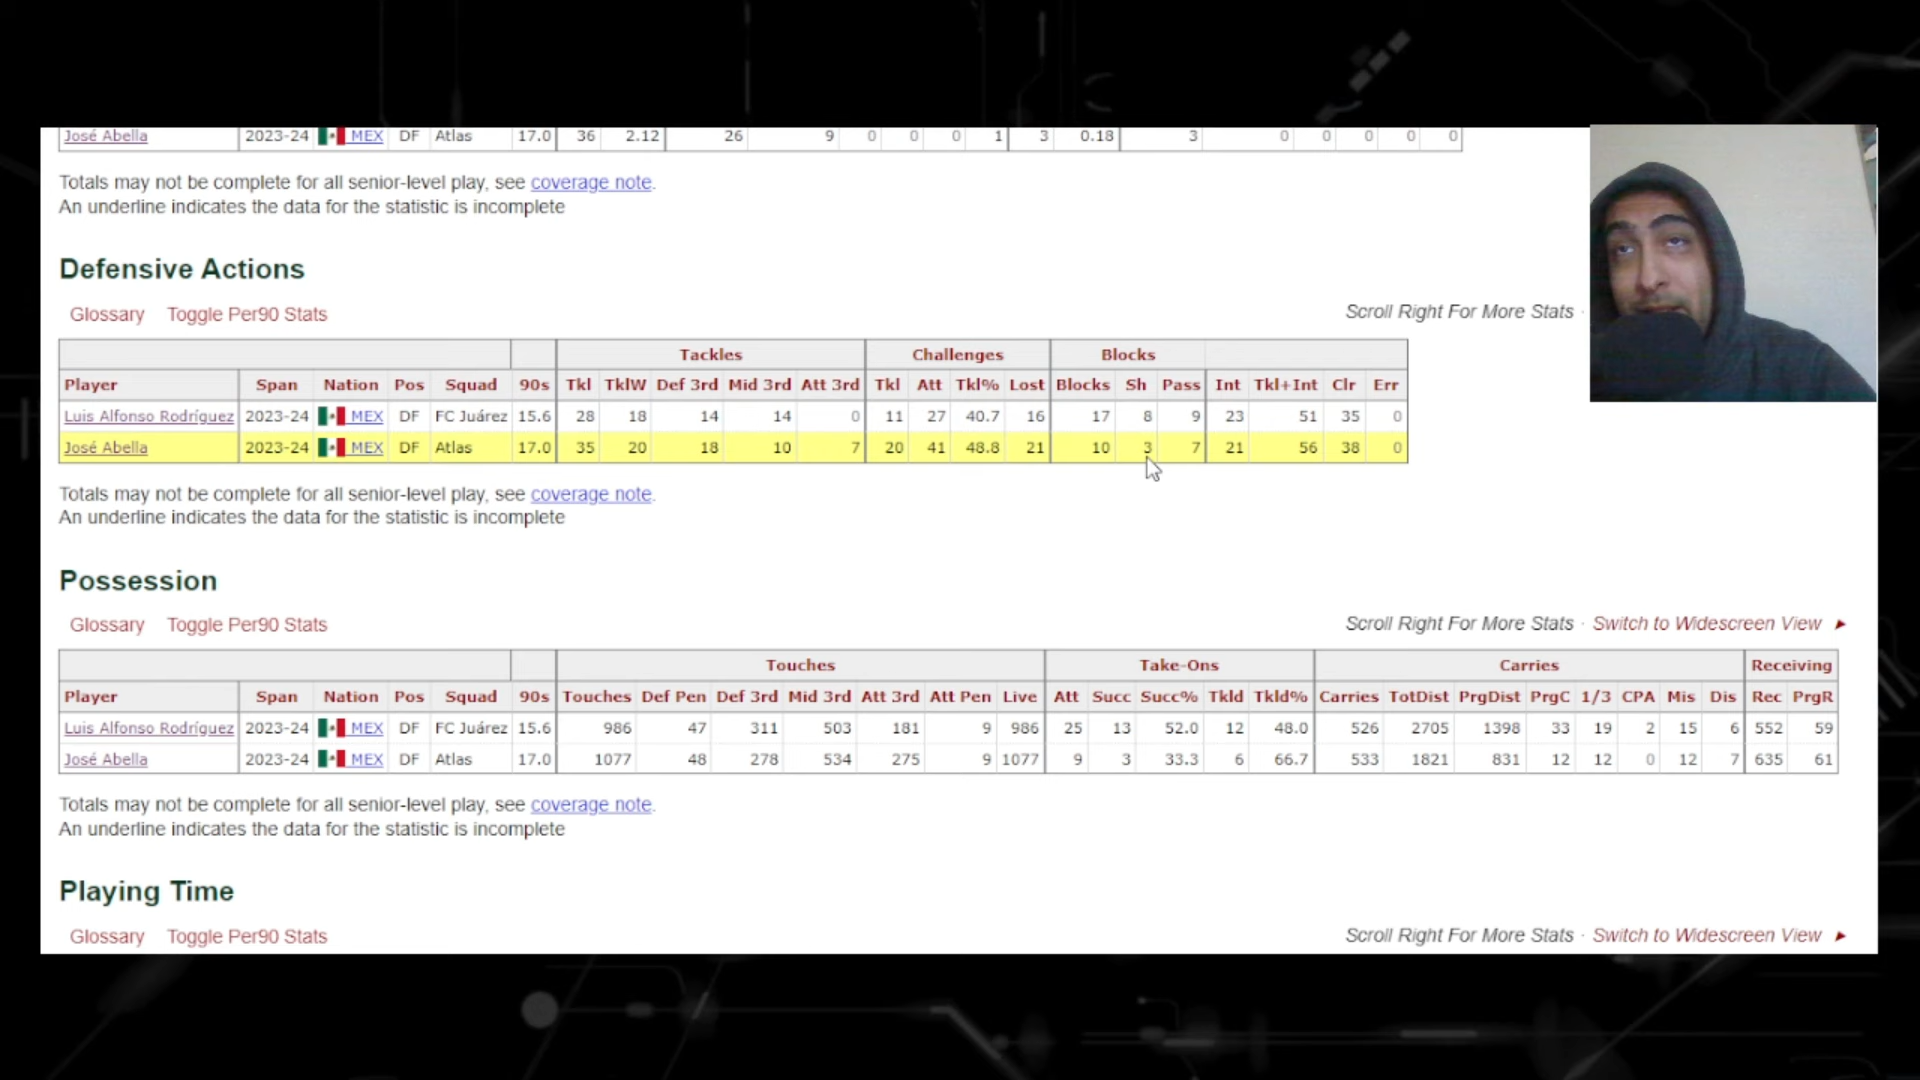 José Abella 2023-24 MEX DF Atlas 17.0 36 2.12 26 9 0 0 0 1 3 0.18 3 0 0 0 0 0
Totals may not be complete for all senior-level play, see coverage note.
An underline indicates the data for the statistic is incomplete
Defensive Actions
Glossary Toggle Per90 Stats Scroll Right For More Stats ·
Tackles Challenges Blocks
Player Span Nation Pos Squad 90s Tkl TklW Def 3rd Mid 3rd Att 3rd Tkl Att Tkl% Lost Blocks Sh Pass Int Tkl+Int Clr Err
Luis Alfonso Rodríguez 2023-24 MEX DF FC Juárez 15.6 28 18 14 14 0 11 27 40.7 16 17 8 9 23 51 35 0
José Abella 2023-24 MEX DF Atlas 17.0 35 20 18 10 7 20 41 48.8 21 10 3 7 21 56 38 0
Totals may not be complete for all senior-level play, see coverage note.
An underline indicates the data for the statistic is incomplete
Possession
Glossary Toggle Per90 Stats Scroll Right For More Stats · Switch to Widescreen View ►
Touches Take-Ons Carries Receiving
Player Span Nation Pos Squad 90s Touches Def Pen Def 3rd Mid 3rd Att 3rd Att Pen Live Att Succ Succ% Tkld Tkld% Carries TotDist PrgDist PrgC 1/3 CPA Mis Dis Rec PrgR
Luis Alfonso Rodríguez 2023-24 MEX DF FC Juárez 15.6 986 47 311 503 181 9 986 25 13 52.0 12 48.0 526 2705 1398 33 19 2 15 6 552 59
José Abella 2023-24 MEX DF Atlas 17.0 1077 48 278 534 275 9 1077 9 3 33.3 6 66.7 533 1821 831 12 12 0 12 7 635 61
Totals may not be complete for all senior-level play, see coverage note.
An underline indicates the data for the statistic is incomplete
Playing Time
Glossary Toggle Per90 Stats Scroll Right For More Stats · Switch to Widescreen View ►